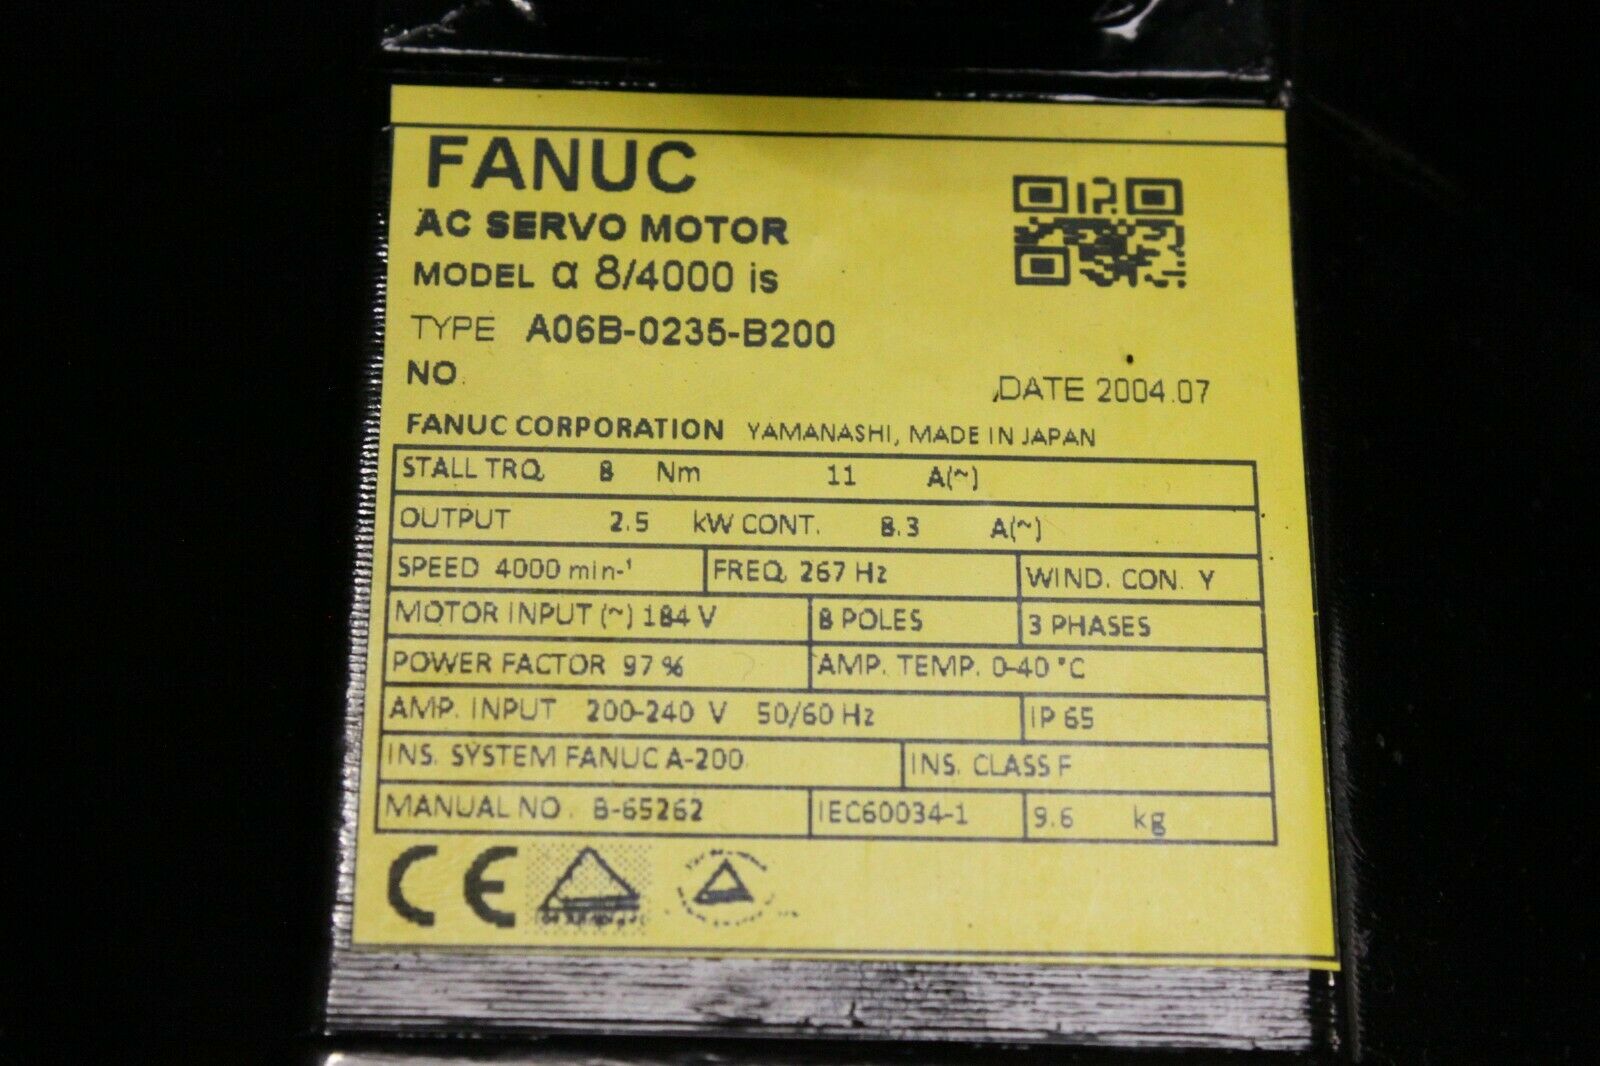 FANUC
AC SERVO MOTOR
MODEL α 8/4000 is
TYPE A06B-0235-B200
NO.
DATE 2004.07
FANUC CORPORATION YAMANASHI, MADE IN JAPAN
STALL TRQ. 8 Nm 11 A(~)
OUTPUT 2.5 kW CONT. 8.3 A(~)
SPEED 4000 min-¹ FREQ. 267 Hz WIND. CON. Y
MOTOR INPUT (~) 184 V 8 POLES 3 PHASES
POWER FACTOR 97 % AMP. TEMP. 0-40 °C
AMP. INPUT 200-240 V 50/60 Hz IP 65
INS. SYSTEM FANUC A-200 INS. CLASS F
MANUAL NO. B-65262 IEC60034-1 9.6 kg
CE